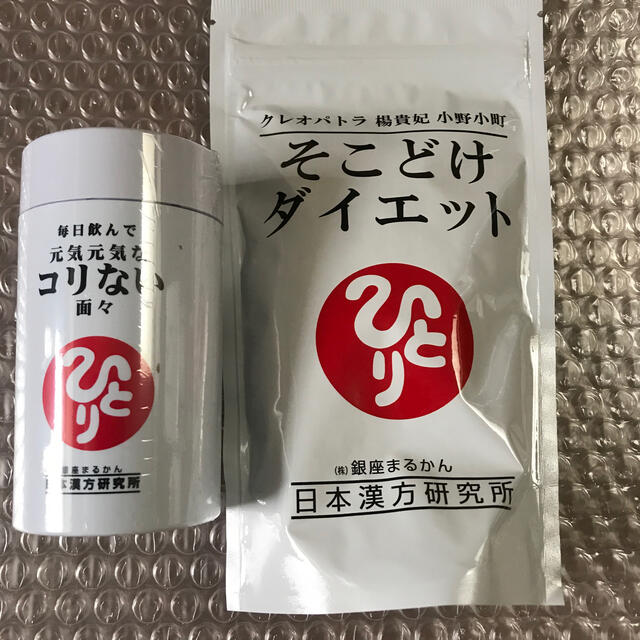 毎日飲んで
元気元気な
コリない
面々
ひとり
銀座まるかん
日本漢方研究所
クレオパトラ 楊貴妃 小野小町
そこどけ
ダイエット
ひとり
㈱ 銀座まるかん
日本漢方研究所